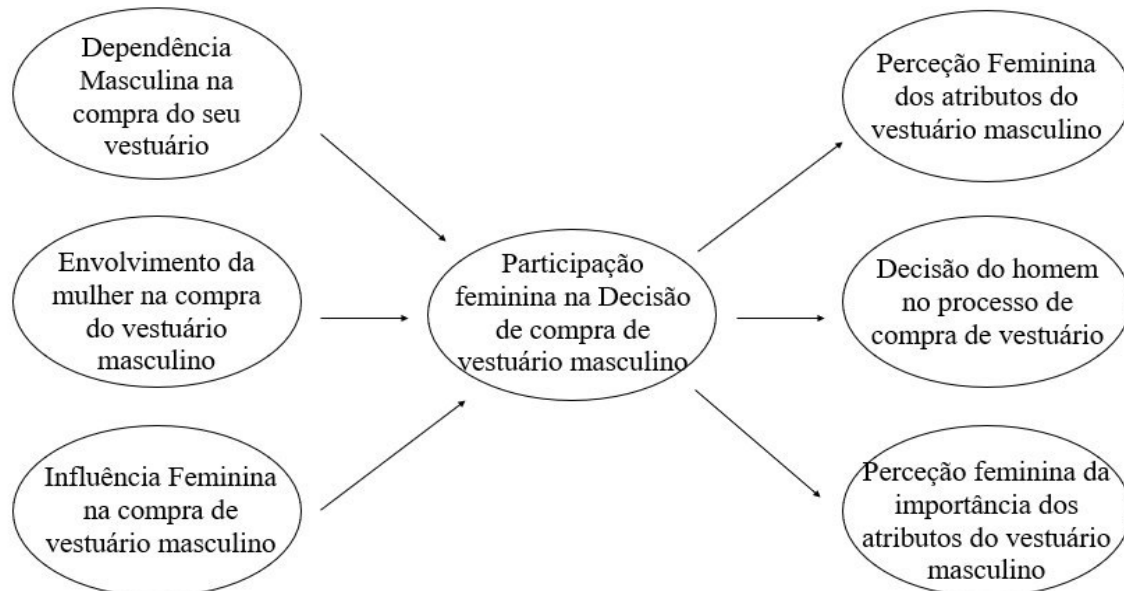 Dependência
Masculina na
compra do seu
vestuário
Envolvimento da
mulher na compra
do vestuário
masculino
Influência Feminina
na compra de
vestuário masculino
Participação
feminina na Decisão
de compra de
vestuário masculino
Perceção Feminina
dos atributos do
vestuário masculino
Decisão do homem
no processo de
compra de vestuário
Perceção feminina da
importância dos
atributos do vestuário
masculino